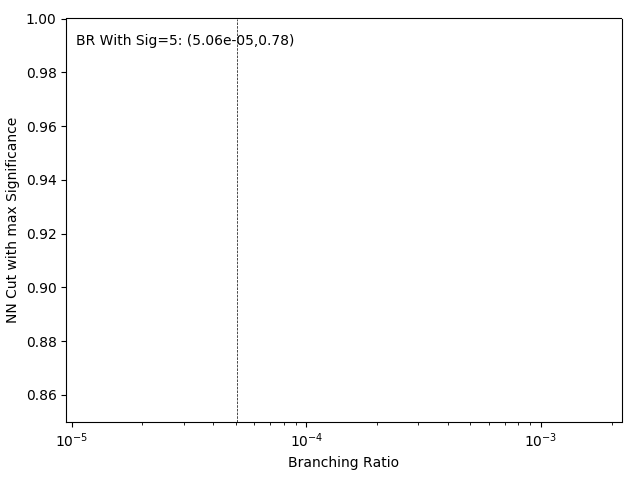 1.00
BR With Sig=5: (5.06e-05,0.78)
0.98
0.96
0.94
0.92
0.90
0.88
0.86
NN Cut with max Significance
10⁻⁵ 10⁻⁴ 10⁻³
Branching Ratio